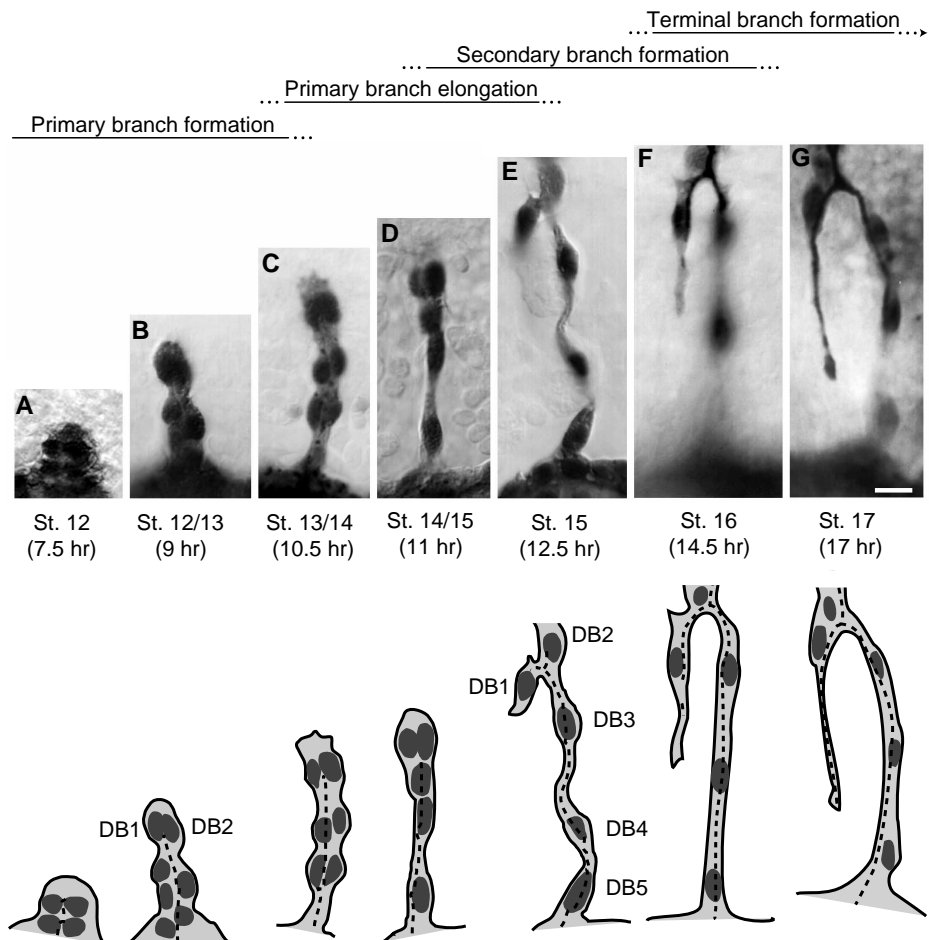 Terminal branch formation
Secondary branch formation
Primary branch elongation
Primary branch formation
A
B
C
D
E
F
G
St. 12
(7.5 hr)
St. 12/13
(9 hr)
St. 13/14
(10.5 hr)
St. 14/15
(11 hr)
St. 15
(12.5 hr)
St. 16
(14.5 hr)
St. 17
(17 hr)
DB1
DB2
DB1
DB2
DB3
DB4
DB5